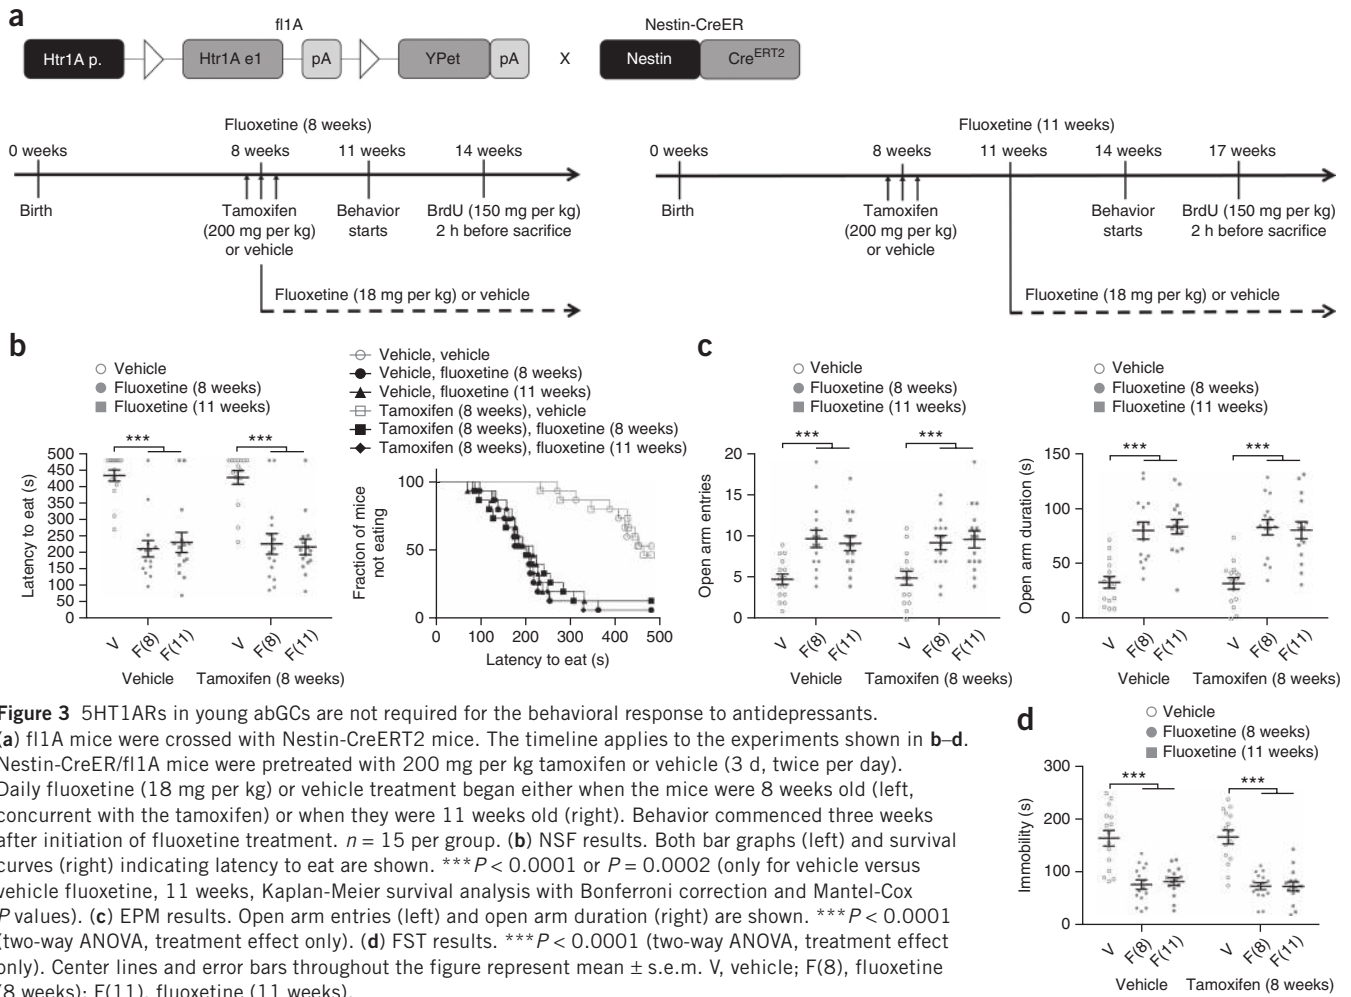 a
fl1A
Nestin-CreER
Htr1A p.
Htr1A e1
pA
YPet
pA
X
Nestin
Cre^ERT2
Fluoxetine (8 weeks)
0 weeks
8 weeks
11 weeks
14 weeks
Birth
Tamoxifen
(200 mg per kg)
or vehicle
Behavior
starts
BrdU (150 mg per kg)
2 h before sacrifice
Fluoxetine (18 mg per kg) or vehicle
Fluoxetine (11 weeks)
0 weeks
8 weeks
11 weeks
14 weeks
17 weeks
Birth
Tamoxifen
(200 mg per kg)
or vehicle
Behavior
starts
BrdU (150 mg per kg)
2 h before sacrifice
Fluoxetine (18 mg per kg) or vehicle
b
Vehicle
Fluoxetine (8 weeks)
Fluoxetine (11 weeks)
***
***
Latency to eat (s)
500
450
400
350
300
250
200
150
100
50
0
V
F(8)
F(11)
V
F(8)
F(11)
Vehicle
Tamoxifen (8 weeks)
Vehicle, vehicle
Vehicle, fluoxetine (8 weeks)
Vehicle, fluoxetine (11 weeks)
Tamoxifen (8 weeks), vehicle
Tamoxifen (8 weeks), fluoxetine (8 weeks)
Tamoxifen (8 weeks), fluoxetine (11 weeks)
Fraction of mice
not eating
100
50
0
0
100
200
300
400
500
Latency to eat (s)
c
Vehicle
Fluoxetine (8 weeks)
Fluoxetine (11 weeks)
***
***
Open arm entries
20
15
10
5
0
V
F(8)
F(11)
V
F(8)
F(11)
Vehicle
Tamoxifen (8 weeks)
Vehicle
Fluoxetine (8 weeks)
Fluoxetine (11 weeks)
***
***
Open arm duration (s)
150
100
50
0
V
F(8)
F(11)
V
F(8)
F(11)
Vehicle
Tamoxifen (8 weeks)
Figure 3 5HT1ARs in young abGCs are not required for the behavioral response to antidepressants.
(a) fl1A mice were crossed with Nestin-CreERT2 mice. The timeline applies to the experiments shown in b–d.
Nestin-CreER/fl1A mice were pretreated with 200 mg per kg tamoxifen or vehicle (3 d, twice per day).
Daily fluoxetine (18 mg per kg) or vehicle treatment began either when the mice were 8 weeks old (left,
concurrent with the tamoxifen) or when they were 11 weeks old (right). Behavior commenced three weeks
after initiation of fluoxetine treatment. n = 15 per group. (b) NSF results. Both bar graphs (left) and survival
curves (right) indicating latency to eat are shown. ***P < 0.0001 or P = 0.0002 (only for vehicle versus
vehicle fluoxetine, 11 weeks, Kaplan-Meier survival analysis with Bonferroni correction and Mantel-Cox
P values). (c) EPM results. Open arm entries (left) and open arm duration (right) are shown. ***P < 0.0001
(two-way ANOVA, treatment effect only). (d) FST results. ***P < 0.0001 (two-way ANOVA, treatment effect
only). Center lines and error bars throughout the figure represent mean ± s.e.m. V, vehicle; F(8), fluoxetine
(8 weeks); F(11), fluoxetine (11 weeks).
d
Vehicle
Fluoxetine (8 weeks)
Fluoxetine (11 weeks)
***
***
Immobility (s)
300
200
100
0
V
F(8)
F(11)
V
F(8)
F(11)
Vehicle
Tamoxifen (8 weeks)